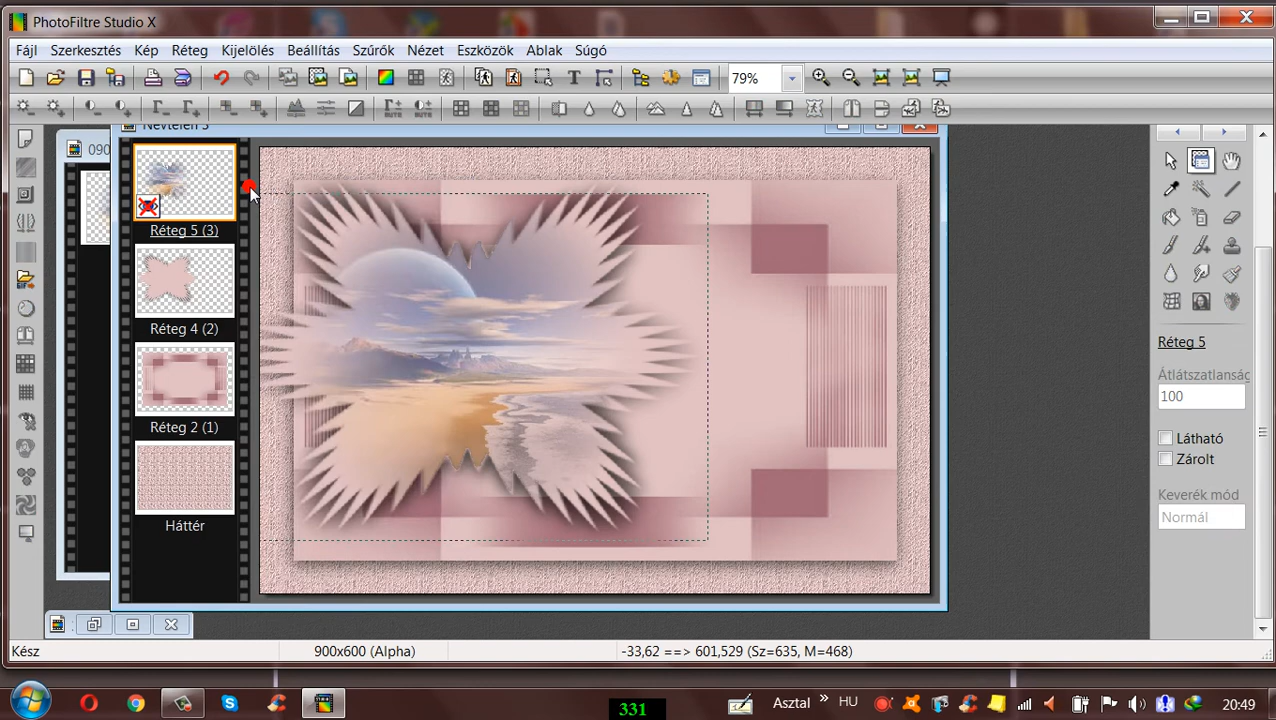 PhotoFiltre Studio X
Fájl Szerkesztés Kép Réteg Kijelölés Beállítás Szűrők Nézet Eszközök Ablak Súgó
79%
090
Névtelen 5
Réteg 5 (3)
Réteg 4 (2)
Réteg 2 (1)
Háttér
Réteg 5
Átlátszatlanság
100
Látható
Zárolt
Keverék mód
Normál
Kész
900x600 (Alpha)
-33,62 ==> 601,529 (Sz=635, M=468)
331
Asztal
HU
20:49